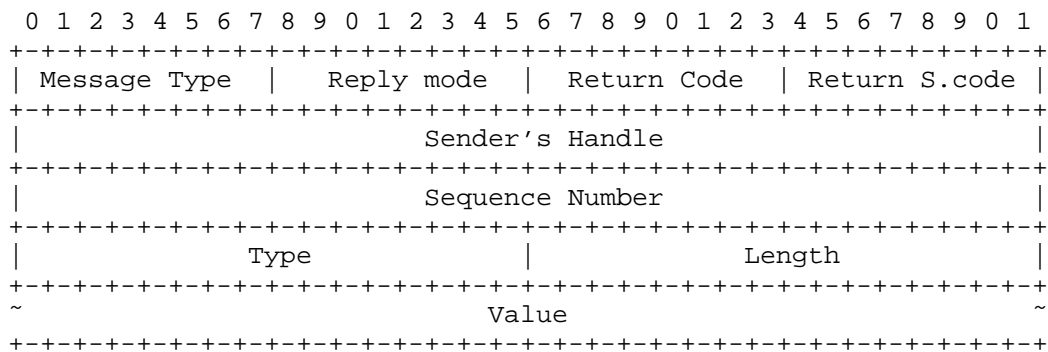 0 1 2 3 4 5 6 7 8 9 0 1 2 3 4 5 6 7 8 9 0 1 2 3 4 5 6 7 8 9 0 1
+-+-+-+-+-+-+-+-+-+-+-+-+-+-+-+-+-+-+-+-+-+-+-+-+-+-+-+-+-+-+-+-+
| Message Type  |   Reply mode  |  Return Code  | Return S.code |
+-+-+-+-+-+-+-+-+-+-+-+-+-+-+-+-+-+-+-+-+-+-+-+-+-+-+-+-+-+-+-+-+
|                         Sender’s Handle                       |
+-+-+-+-+-+-+-+-+-+-+-+-+-+-+-+-+-+-+-+-+-+-+-+-+-+-+-+-+-+-+-+-+
|                         Sequence Number                       |
+-+-+-+-+-+-+-+-+-+-+-+-+-+-+-+-+-+-+-+-+-+-+-+-+-+-+-+-+-+-+-+-+
|              Type             |             Length            |
+-+-+-+-+-+-+-+-+-+-+-+-+-+-+-+-+-+-+-+-+-+-+-+-+-+-+-+-+-+-+-+-+
~                             Value                             ~
+-+-+-+-+-+-+-+-+-+-+-+-+-+-+-+-+-+-+-+-+-+-+-+-+-+-+-+-+-+-+-+-+